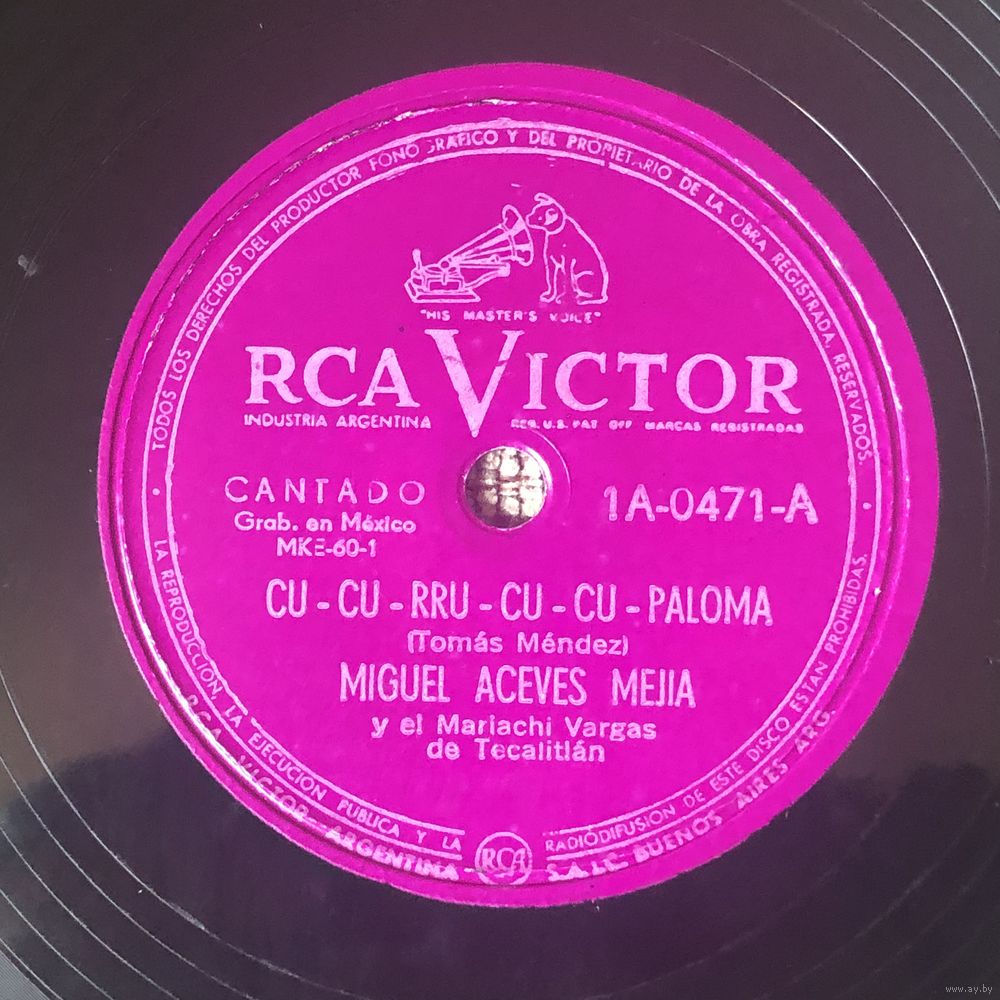 TODOS LOS DERECHOS DEL PRODUCTOR FONOGRAFICO Y DEL PROPIETARIO DE LA OBRA REGISTRADA, RESERVADOS.
"HIS MASTER'S VOICE"
RCA VICTOR
INDUSTRIA ARGENTINA
REG. U.S. PAT OFF MARCAS REGISTRADAS
CANTADO
Grab. en México
MKE-60-1
1A-0471-A
CU - CU - RRU - CU - CU - PALOMA
(Tomás Méndez)
MIGUEL ACEVES MEJIA
y el Mariachi Vargas
de Tecalitlán
LA REPRODUCCION, LA EJECUCION PUBLICA Y LA RADIODIFUSION DE ESTE DISCO ESTAN PROHIBIDAS.
RCA VICTOR ARGENTINA - RCA - S.A.I.C. BUENOS AIRES ARG.
www.ay.by